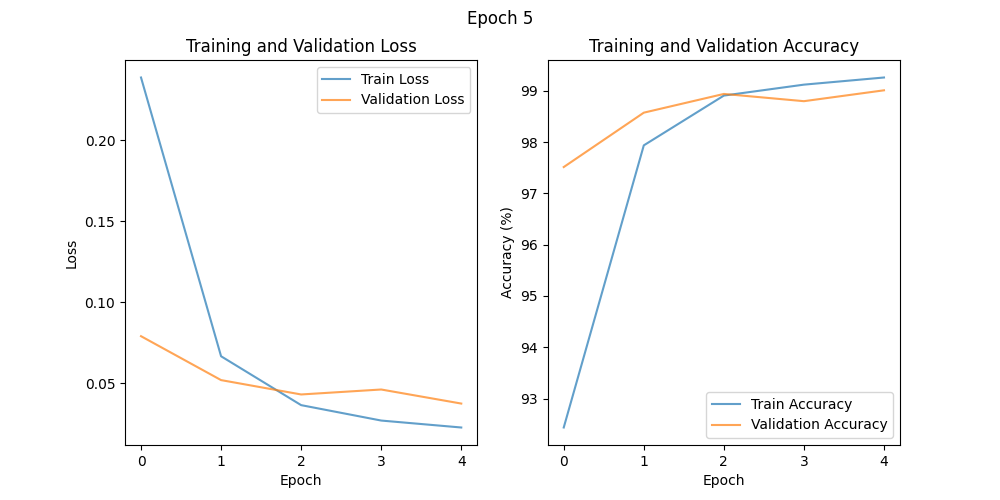 Epoch 5
Training and Validation Loss
Train Loss
Validation Loss
0.20
0.15
0.10
0.05
Loss
0 1 2 3 4
Epoch
Training and Validation Accuracy
99
98
97
96
95
94
93
Accuracy (%)
Train Accuracy
Validation Accuracy
0 1 2 3 4
Epoch